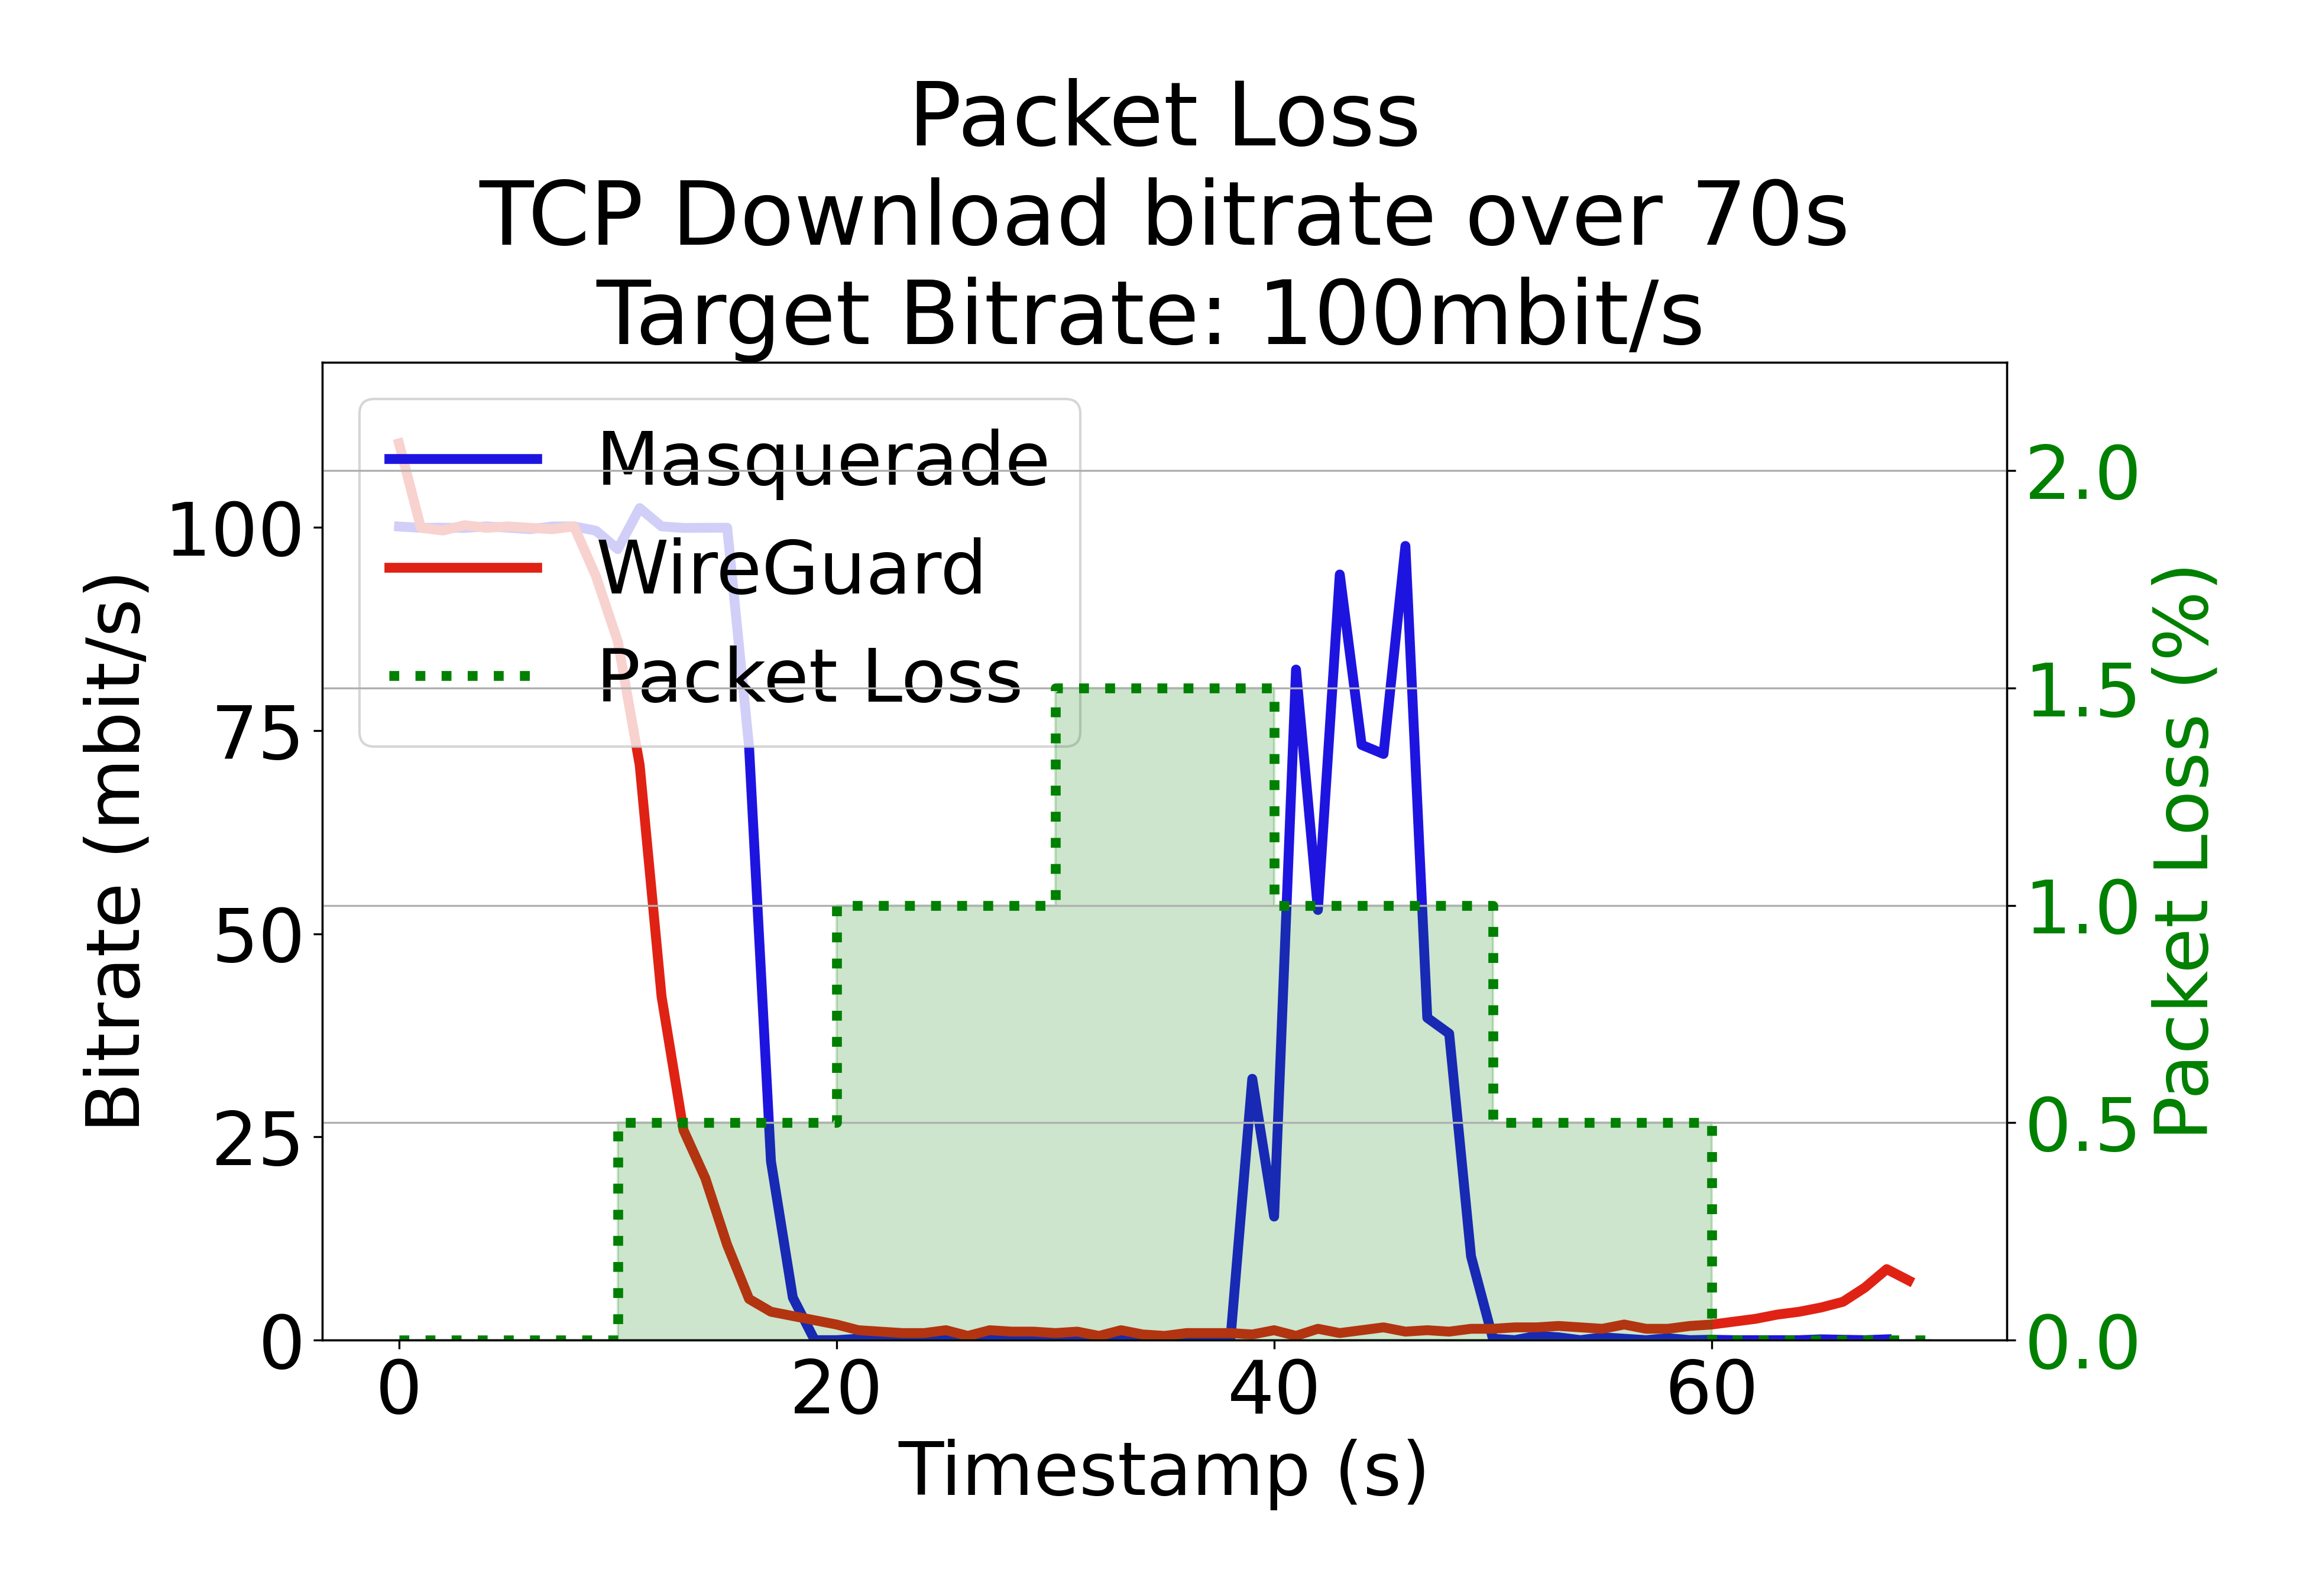 Packet Loss
TCP Download bitrate over 70s
Target Bitrate: 100mbit/s
Masquerade
WireGuard
Packet Loss
Bitrate (mbit/s)
100
75
50
25
0
2.0
1.5
1.0
0.5
0.0
Packet Loss (%)
0 20 40 60
Timestamp (s)